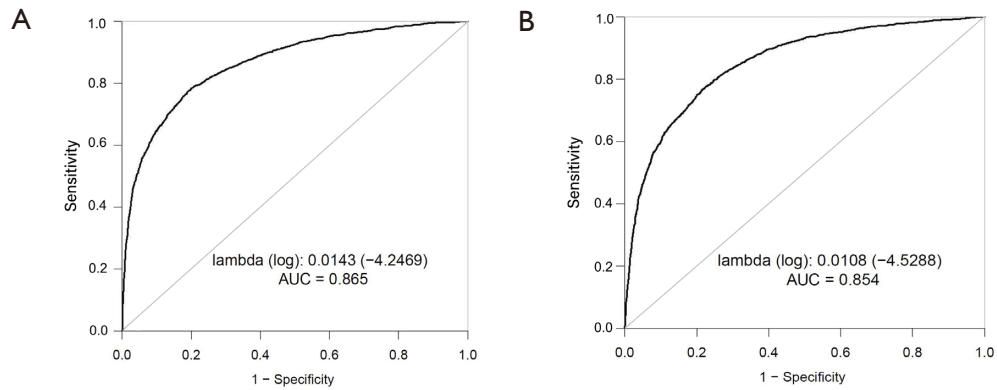 A
1.0
0.8
0.6
0.4
0.2
0.0
Sensitivity
lambda (log): 0.0143 (−4.2469)
AUC = 0.865
0.0 0.2 0.4 0.6 0.8 1.0
1 − Specificity
B
1.0
0.8
0.6
0.4
0.2
0.0
Sensitivity
lambda (log): 0.0108 (−4.5288)
AUC = 0.854
0.0 0.2 0.4 0.6 0.8 1.0
1 − Specificity